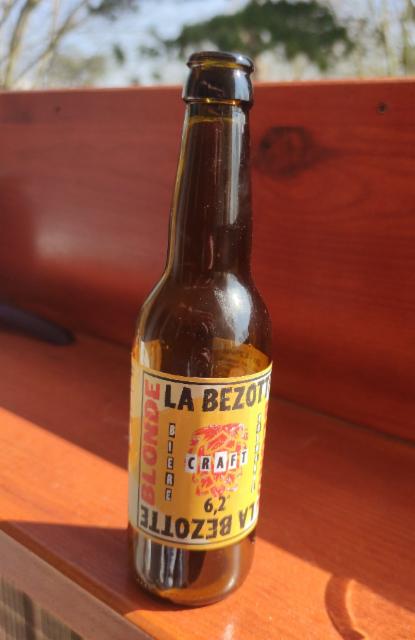 LA BEZOTTE
BLONDE
BIERE
CRAFT
6,2°
LA BEZOTTE